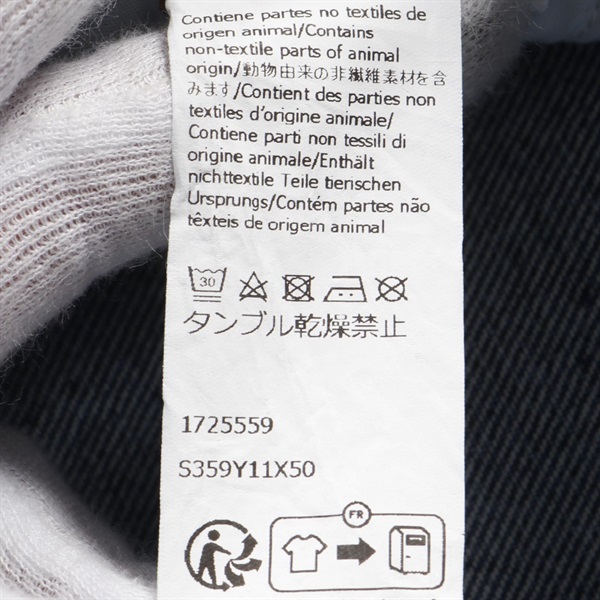 Contiene partes no textiles de
origen animal/Contains
non-textile parts of animal
origin/動物由来の非繊維素材を含
みます/Contient des parties non
textiles d’origine animale/
Contiene parti non tessili di
origine animale/Enthält
nichttextile Teile tierischen
Ursprungs/Contém partes não
têxteis de origem animal
30
タンブル乾燥禁止
1725559
S359Y11X50
FR